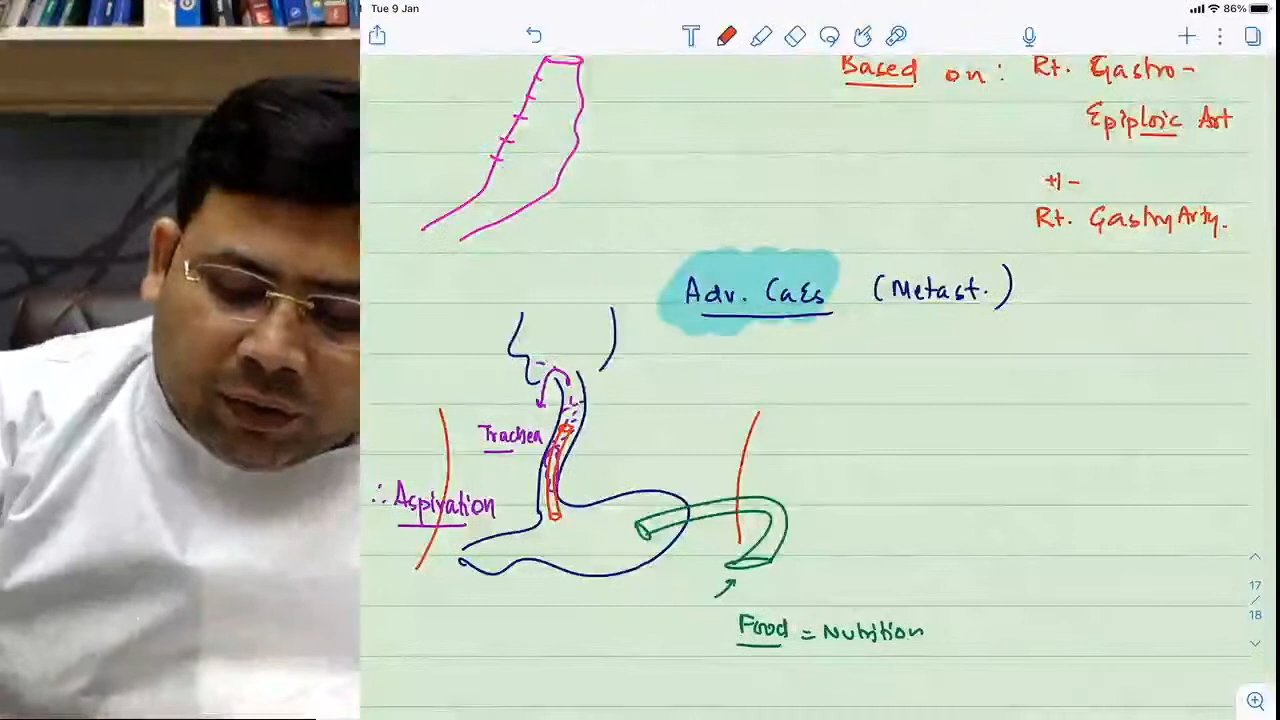 Tue 9 Jan
86%
T
Based on: Rt. Gastro-
Epiploic Art
+/-
Rt. Gastry Arty.
Adv. CaEs (Metast.)
Trachea
∴ Aspiration
17
/
18
Food = Nutrition